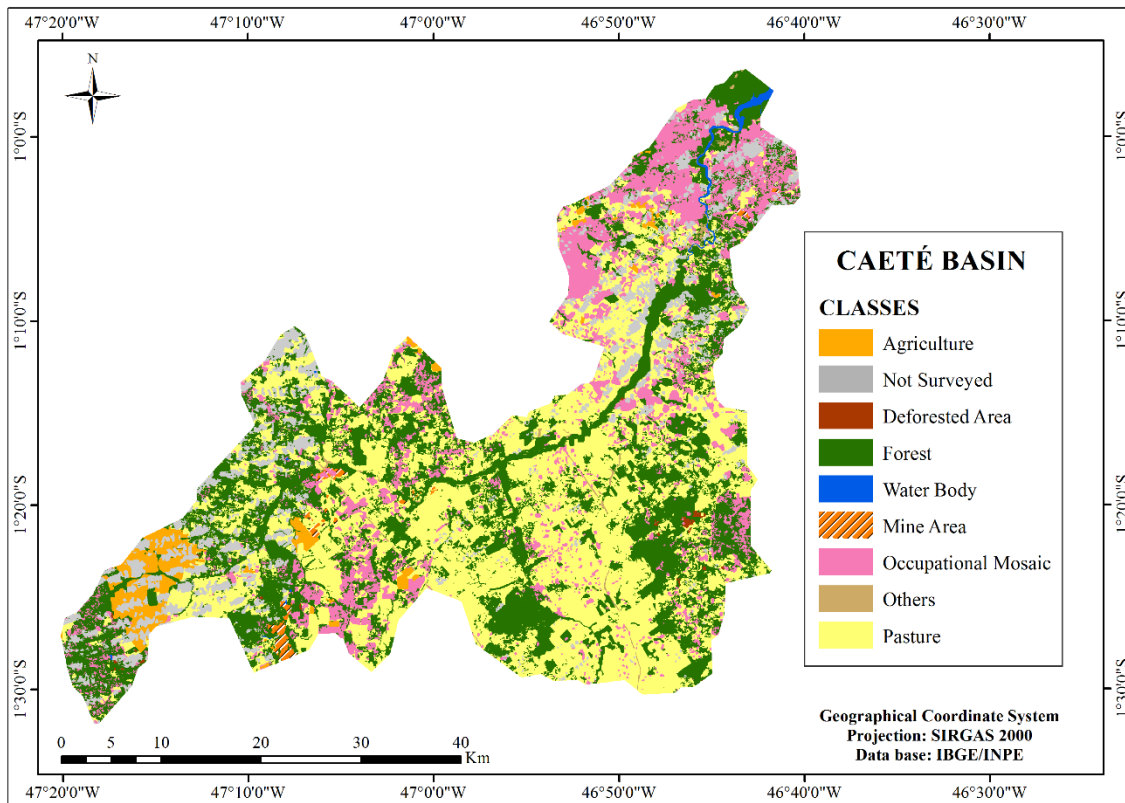 47°20'0"W 47°10'0"W 47°0'0"W 46°50'0"W 46°40'0"W 46°30'0"W
N
1°0'0"S 1°0'0"S
1°10'0"S 1°10'0"S
1°20'0"S 1°20'0"S
1°30'0"S 1°30'0"S
CAETÉ BASIN
CLASSES
Agriculture
Not Surveyed
Deforested Area
Forest
Water Body
Mine Area
Occupational Mosaic
Others
Pasture
Geographical Coordinate System
Projection: SIRGAS 2000
Data base: IBGE/INPE
0 5 10 20 30 40
Km
47°20'0"W 47°10'0"W 47°0'0"W 46°50'0"W 46°40'0"W 46°30'0"W